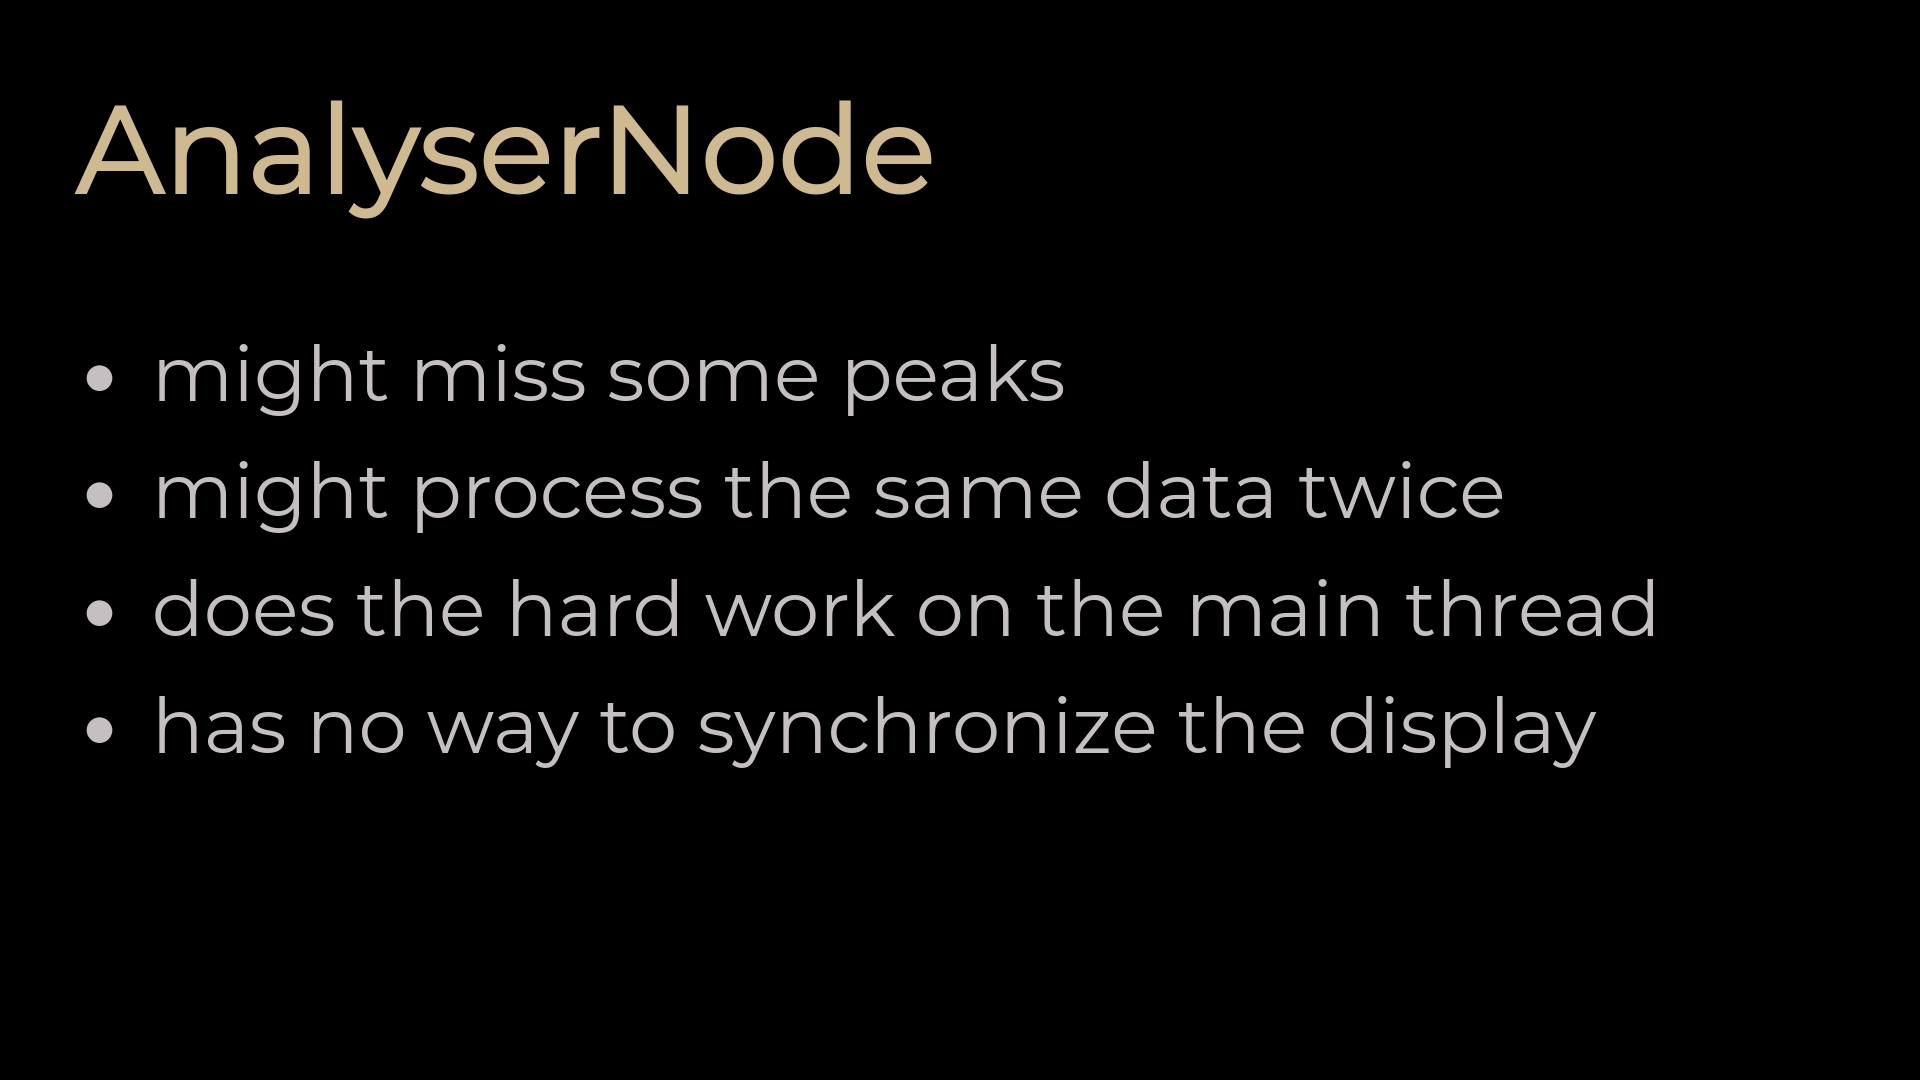 AnalyserNode
• might miss some peaks
• might process the same data twice
• does the hard work on the main thread
• has no way to synchronize the display